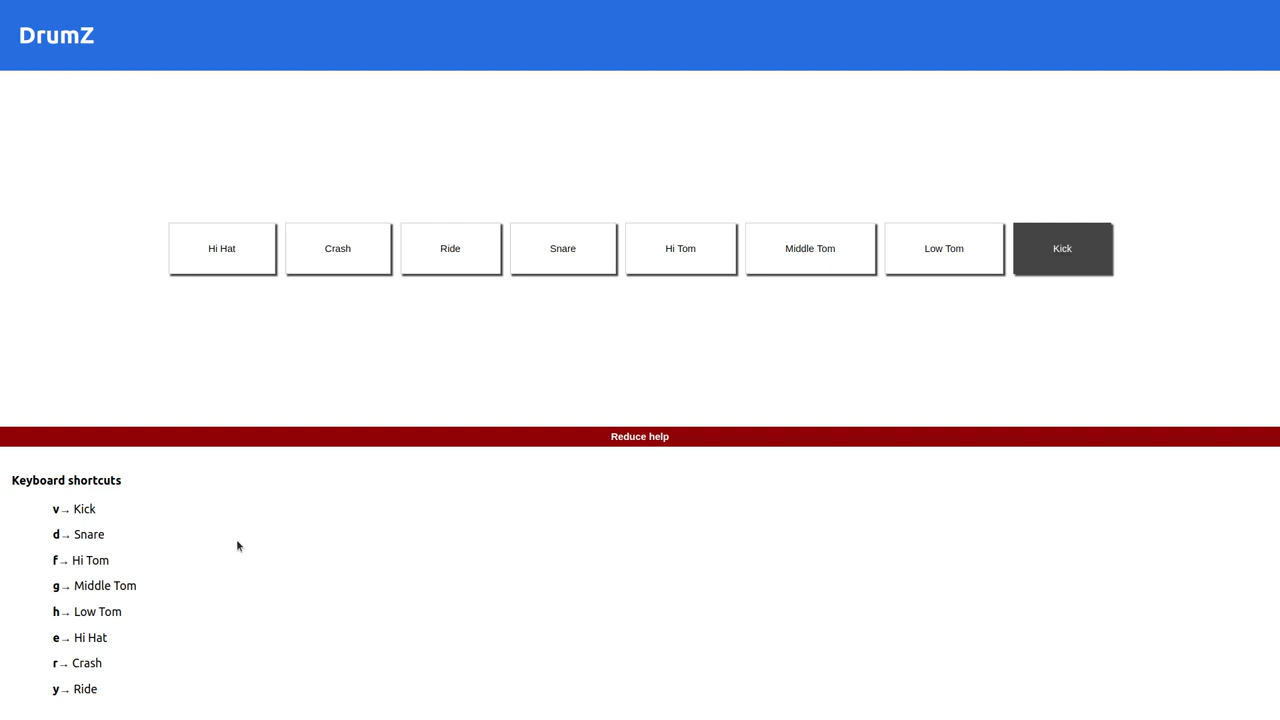 DrumZ
Hi Hat Crash Ride Snare Hi Tom Middle Tom Low Tom Kick
Reduce help
Keyboard shortcuts
v→ Kick
d→ Snare
f→ Hi Tom
g→ Middle Tom
h→ Low Tom
e→ Hi Hat
r→ Crash
y→ Ride